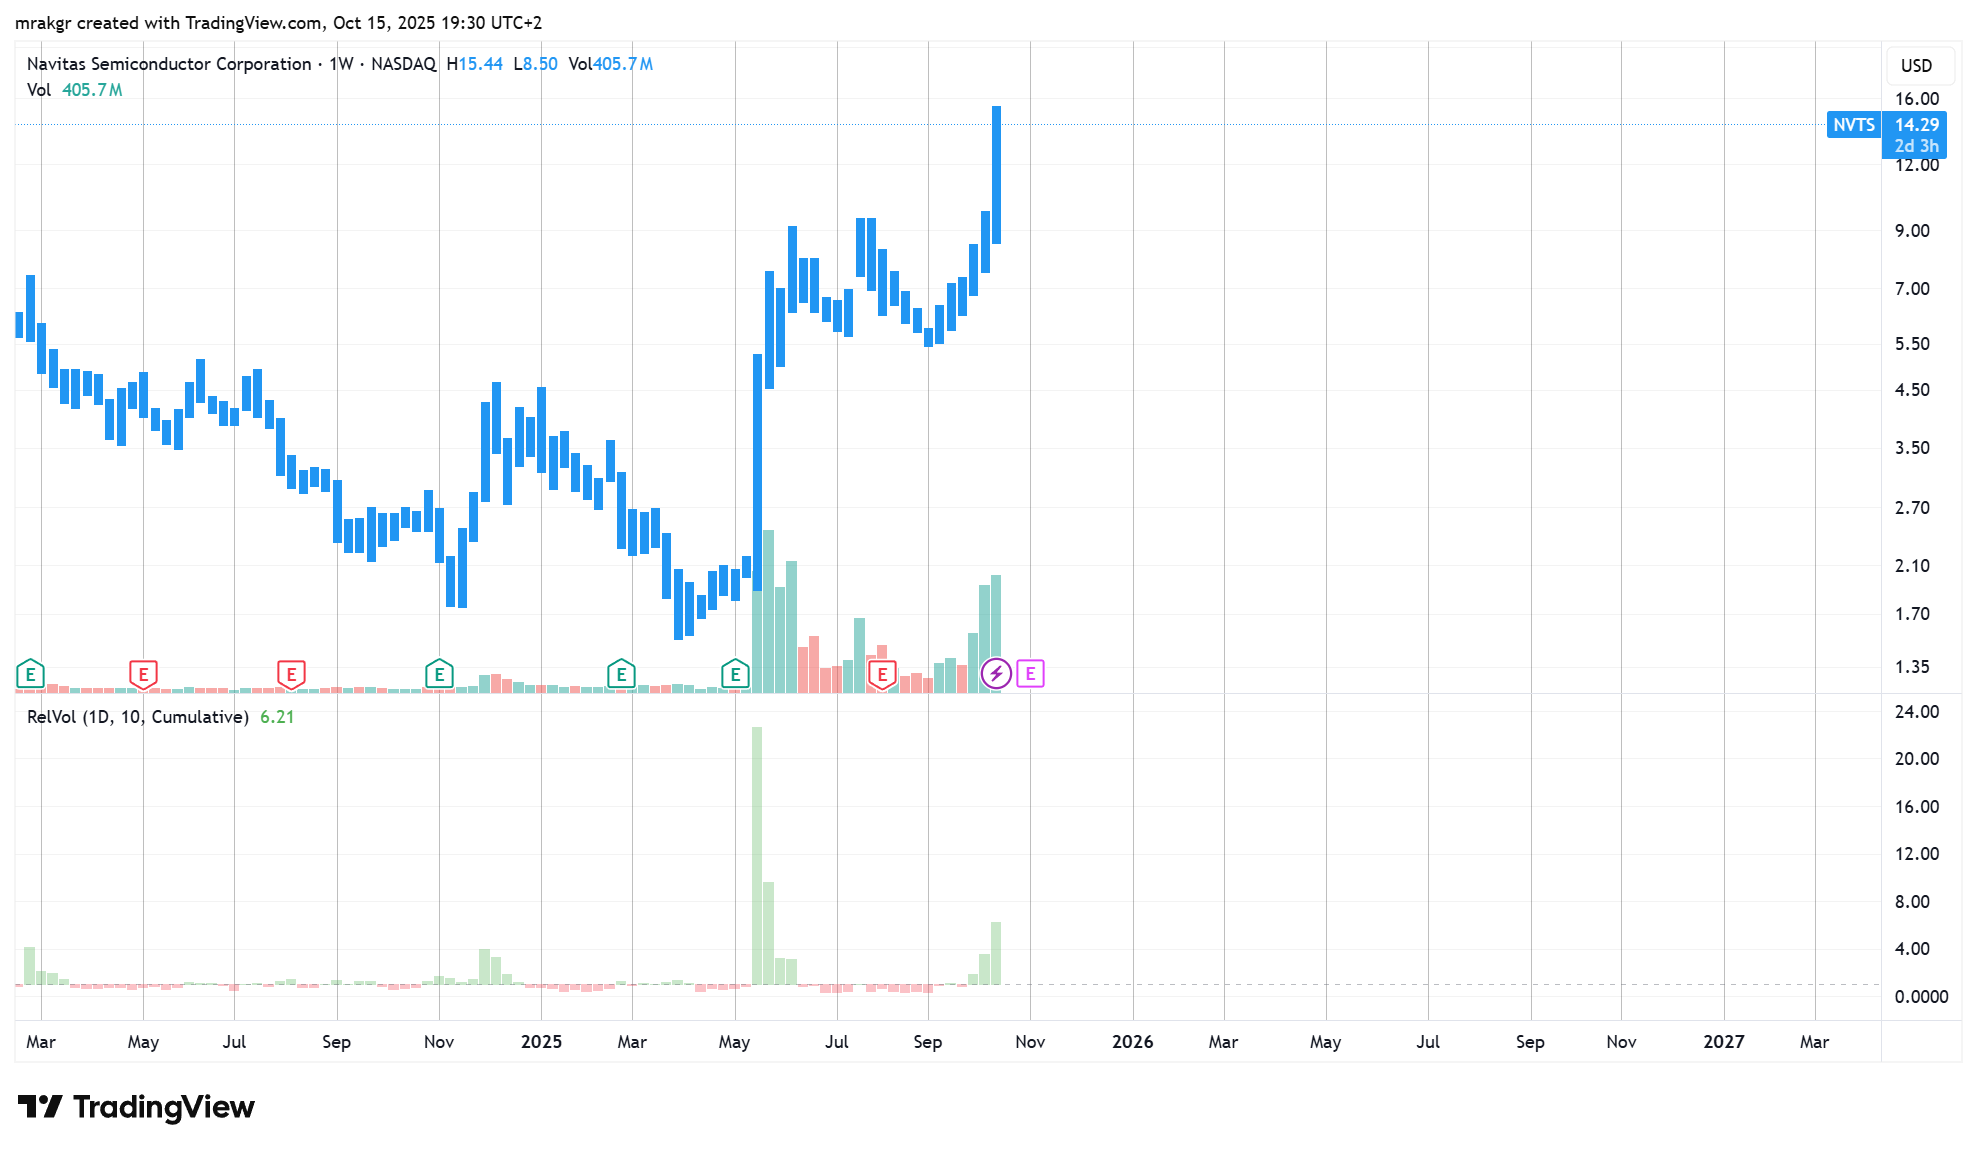 mrakgr created with TradingView.com, Oct 15, 2025 19:30 UTC+2
Navitas Semiconductor Corporation · 1W · NASDAQ H15.44 L8.50 Vol405.7M
Vol 405.7M
USD
16.00
NVTS 14.29
2d 3h
12.00
9.00
7.00
5.50
4.50
3.50
2.70
2.10
1.70
1.35
E E E E E E E E
RelVol (1D, 10, Cumulative) 6.21
24.00
20.00
16.00
12.00
8.00
4.00
0.0000
Mar May Jul Sep Nov 2025 Mar May Jul Sep Nov 2026 Mar May Jul Sep Nov 2027 Mar
TradingView